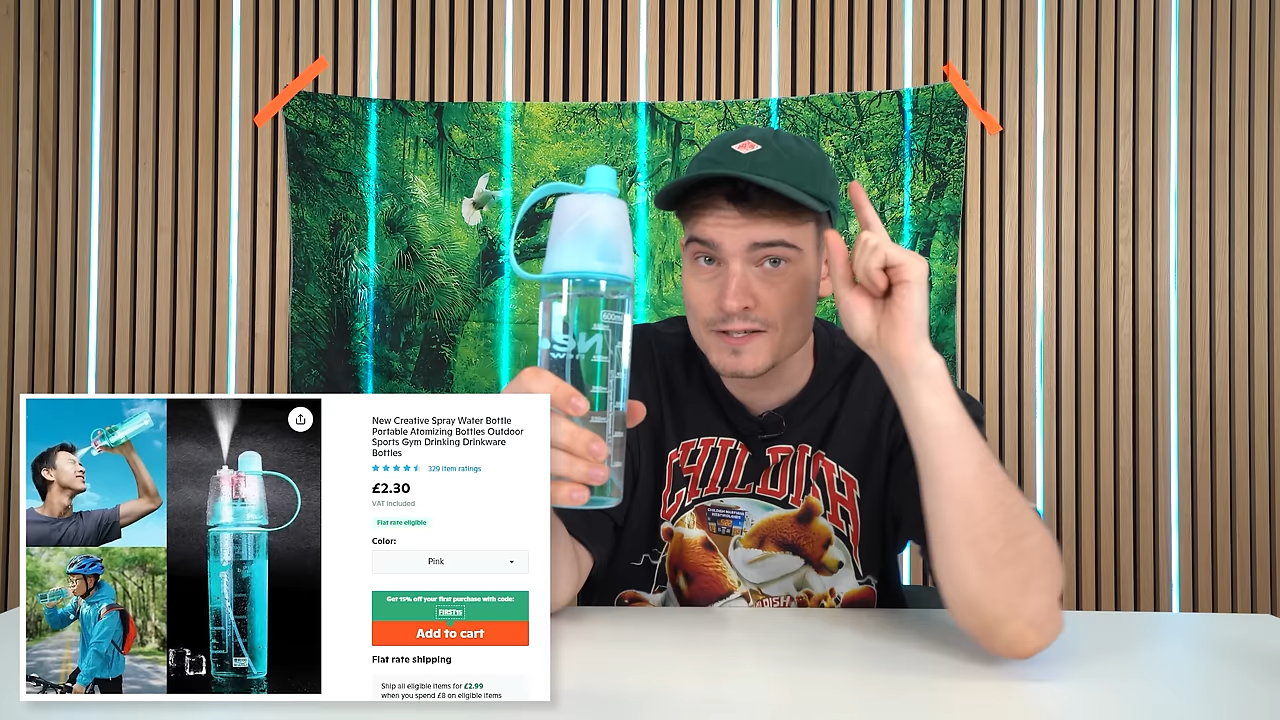 600ml
Ne.
new
CHILDISH
New Creative Spray Water Bottle
Portable Atomizing Bottles Outdoor
Sports Gym Drinking Drinkware
Bottles
329 item ratings
£2.30
VAT included
Flat rate eligible
Color:
Pink
Get 15% off your first purchase with code:
FIRST15
Add to cart
Flat rate shipping
Ship all eligible items for £2.99
when you spend £8 on eligible items